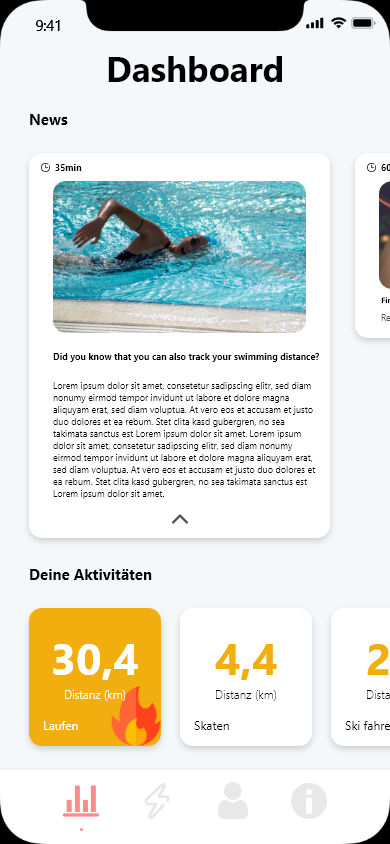 9:41
Dashboard
News
35min
60
Did you know that you can also track your swimming distance?
Lorem ipsum dolor sit amet, consetetur sadipscing elitr, sed diam
nonumy eirmod tempor invidunt ut labore et dolore magna
aliquyam erat, sed diam voluptua. At vero eos et accusam et justo
duo dolores et ea rebum. Stet clita kasd gubergren, no sea
takimata sanctus est Lorem ipsum dolor sit amet. Lorem ipsum
dolor sit amet, consetetur sadipscing elitr, sed diam nonumy
eirmod tempor invidunt ut labore et dolore magna aliquyam erat,
sed diam voluptua. At vero eos et accusam et justo duo dolores et
ea rebum. Stet clita kasd gubergren, no sea takimata sanctus est
Lorem ipsum dolor sit amet.
Deine Aktivitäten
30,4
Distanz (km)
Laufen
4,4
Distanz (km)
Skaten
2
Dista
Ski fahre